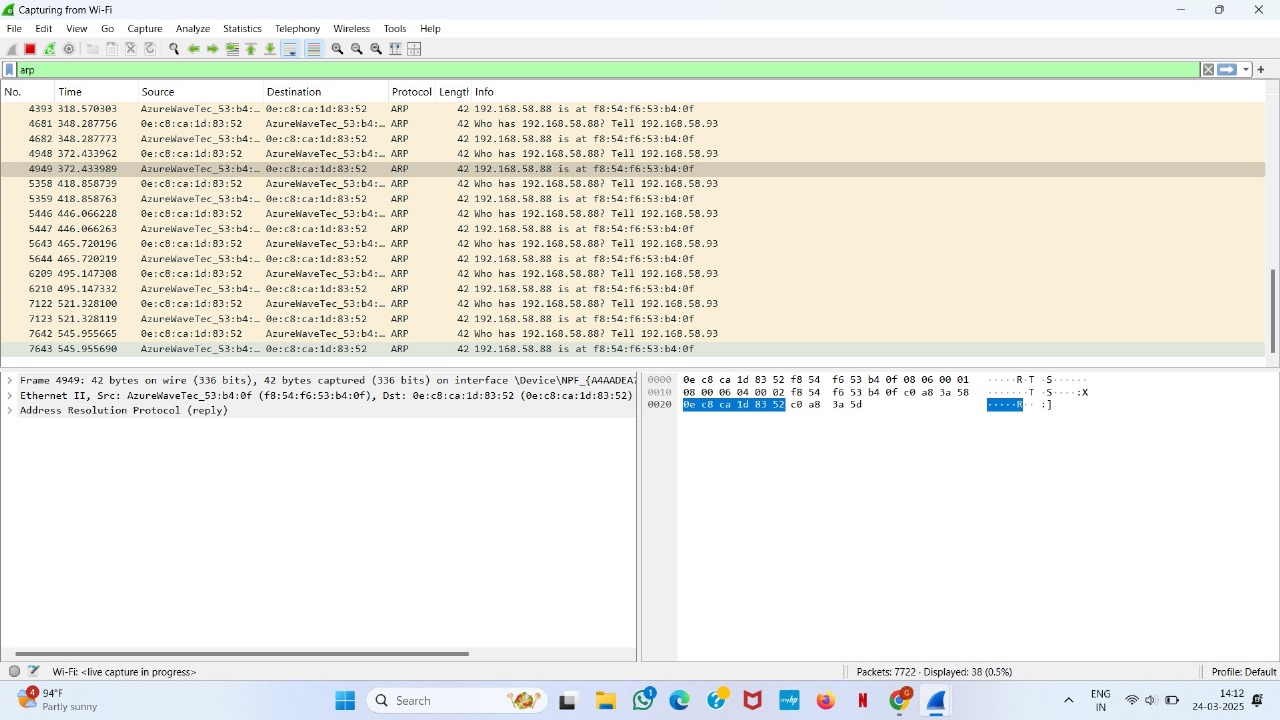 Capturing from Wi-Fi
File Edit View Go Capture Analyze Statistics Telephony Wireless Tools Help
arp
No. Time Source Destination Protocol Length Info
4393 318.570303 AzureWaveTec_53:b4:… 0e:c8:ca:1d:83:52 ARP 42 192.168.58.88 is at f8:54:f6:53:b4:0f
4681 348.287756 0e:c8:ca:1d:83:52 AzureWaveTec_53:b4:… ARP 42 Who has 192.168.58.88? Tell 192.168.58.93
4682 348.287773 AzureWaveTec_53:b4:… 0e:c8:ca:1d:83:52 ARP 42 192.168.58.88 is at f8:54:f6:53:b4:0f
4948 372.433962 0e:c8:ca:1d:83:52 AzureWaveTec_53:b4:… ARP 42 Who has 192.168.58.88? Tell 192.168.58.93
4949 372.433989 AzureWaveTec_53:b4:… 0e:c8:ca:1d:83:52 ARP 42 192.168.58.88 is at f8:54:f6:53:b4:0f
5358 418.858739 0e:c8:ca:1d:83:52 AzureWaveTec_53:b4:… ARP 42 Who has 192.168.58.88? Tell 192.168.58.93
5359 418.858763 AzureWaveTec_53:b4:… 0e:c8:ca:1d:83:52 ARP 42 192.168.58.88 is at f8:54:f6:53:b4:0f
5446 446.066228 0e:c8:ca:1d:83:52 AzureWaveTec_53:b4:… ARP 42 Who has 192.168.58.88? Tell 192.168.58.93
5447 446.066263 AzureWaveTec_53:b4:… 0e:c8:ca:1d:83:52 ARP 42 192.168.58.88 is at f8:54:f6:53:b4:0f
5643 465.720196 0e:c8:ca:1d:83:52 AzureWaveTec_53:b4:… ARP 42 Who has 192.168.58.88? Tell 192.168.58.93
5644 465.720219 AzureWaveTec_53:b4:… 0e:c8:ca:1d:83:52 ARP 42 192.168.58.88 is at f8:54:f6:53:b4:0f
6209 495.147308 0e:c8:ca:1d:83:52 AzureWaveTec_53:b4:… ARP 42 Who has 192.168.58.88? Tell 192.168.58.93
6210 495.147332 AzureWaveTec_53:b4:… 0e:c8:ca:1d:83:52 ARP 42 192.168.58.88 is at f8:54:f6:53:b4:0f
7122 521.328100 0e:c8:ca:1d:83:52 AzureWaveTec_53:b4:… ARP 42 Who has 192.168.58.88? Tell 192.168.58.93
7123 521.328119 AzureWaveTec_53:b4:… 0e:c8:ca:1d:83:52 ARP 42 192.168.58.88 is at f8:54:f6:53:b4:0f
7642 545.955665 0e:c8:ca:1d:83:52 AzureWaveTec_53:b4:… ARP 42 Who has 192.168.58.88? Tell 192.168.58.93
7643 545.955690 AzureWaveTec_53:b4:… 0e:c8:ca:1d:83:52 ARP 42 192.168.58.88 is at f8:54:f6:53:b4:0f
Frame 4949: 42 bytes on wire (336 bits), 42 bytes captured (336 bits) on interface \Device\NPF_{A4AADEA7
Ethernet II, Src: AzureWaveTec_53:b4:0f (f8:54:f6:53:b4:0f), Dst: 0e:c8:ca:1d:83:52 (0e:c8:ca:1d:83:52)
Address Resolution Protocol (reply)
0000 0e c8 ca 1d 83 52 f8 54 f6 53 b4 0f 08 06 00 01 ·····R·T ·S······
0010 08 00 06 04 00 02 f8 54 f6 53 b4 0f c0 a8 3a 58 ·······T ·S····:X
0020 0e c8 ca 1d 83 52 c0 a8 3a 5d ·····R·· :]
Wi-Fi: <live capture in progress>
Packets: 7722 · Displayed: 38 (0.5%)
Profile: Default
4
94°F
Partly sunny
Search
1
myhp
N
G
ENG
IN
14:12
24-03-2025